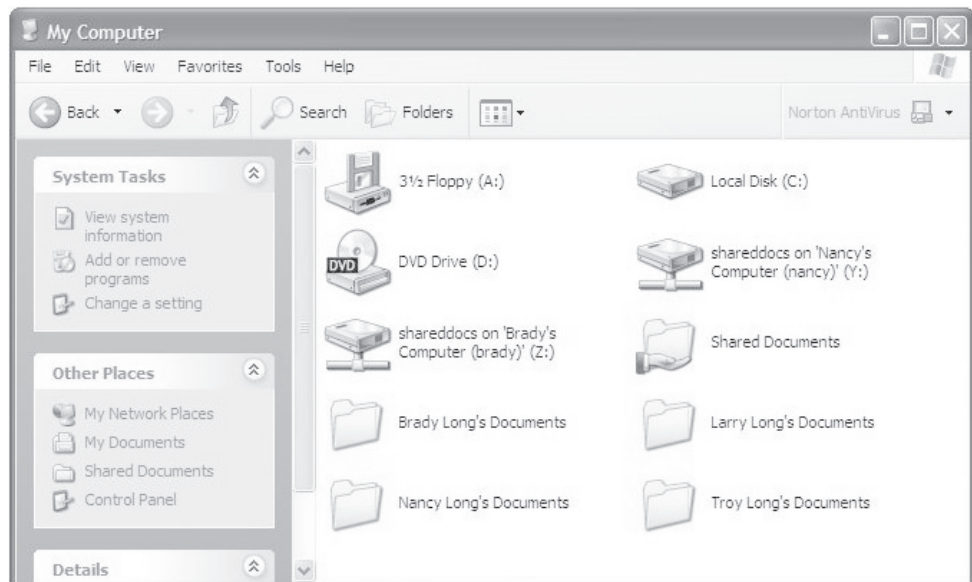 My Computer
File Edit View Favorites Tools Help
Back Search Folders Norton AntiVirus
System Tasks
View system
information
Add or remove
programs
Change a setting
Other Places
My Network Places
My Documents
Shared Documents
Control Panel
Details
3½ Floppy (A:)
Local Disk (C:)
DVD
DVD Drive (D:)
shareddocs on 'Nancy's
Computer (nancy)' (Y:)
shareddocs on 'Brady's
Computer (brady)' (Z:)
Shared Documents
Brady Long's Documents
Larry Long's Documents
Nancy Long's Documents
Troy Long's Documents